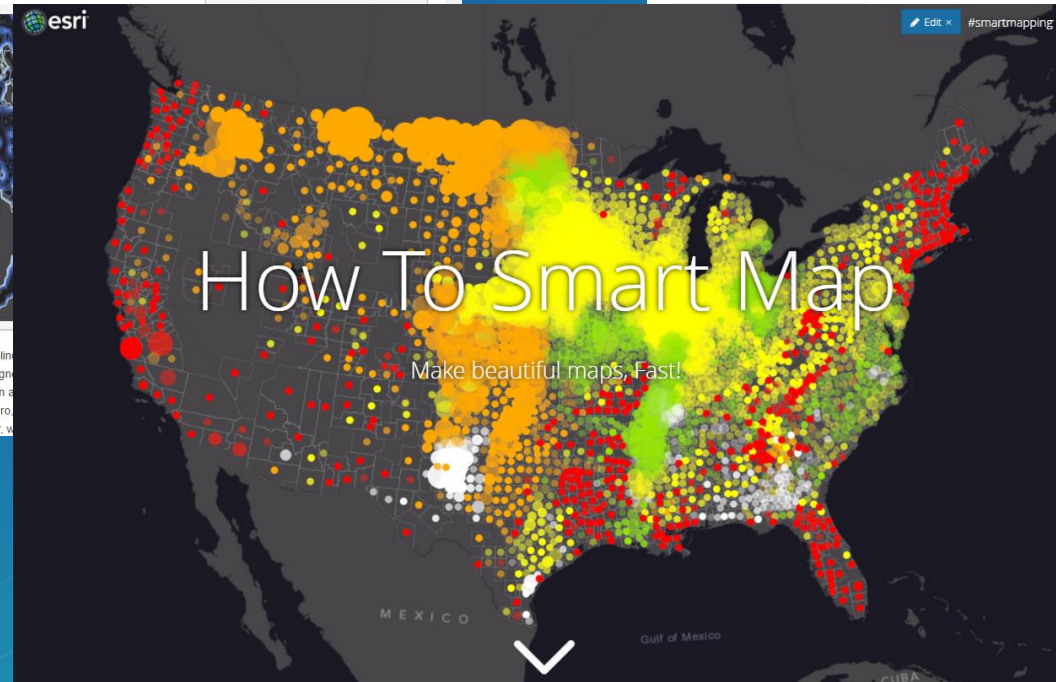 esri
Edit ×
#smartmapping
How To Smart Map
Make beautiful maps, Fast!
MEXICO
Gulf of Mexico
CUBA